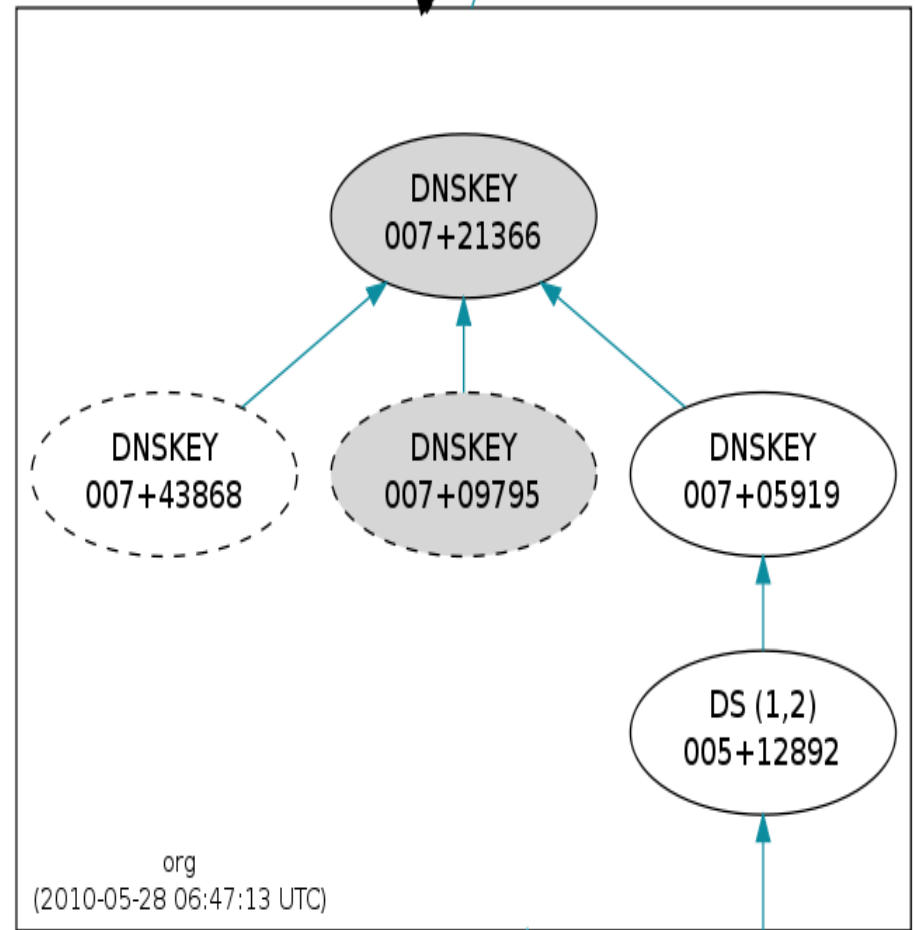 DNSKEY
007+21366
DNSKEY
007+43868
DNSKEY
007+09795
DNSKEY
007+05919
DS (1,2)
005+12892
org
(2010-05-28 06:47:13 UTC)